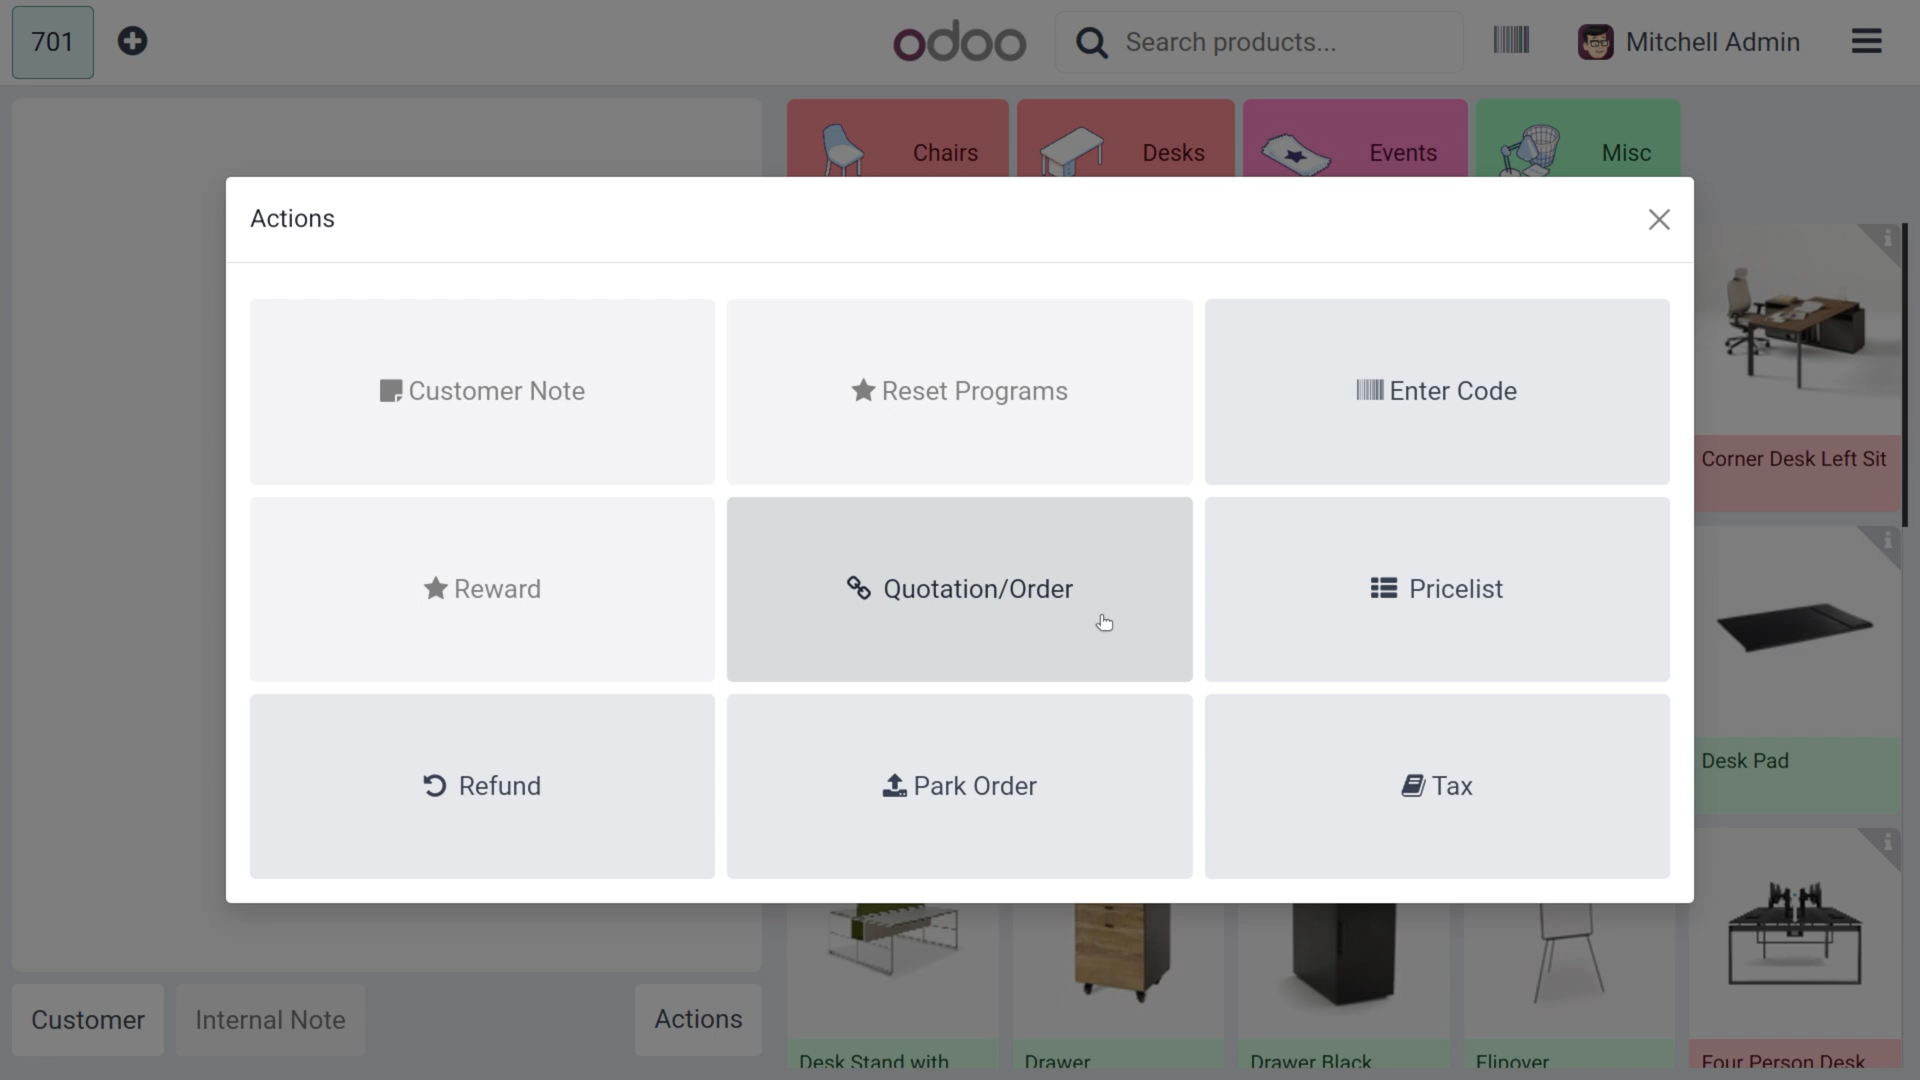 701
odoo
Search products...
Mitchell Admin
Chairs
Desks
Events
Misc
Actions
Customer Note
Reset Programs
Enter Code
Corner Desk Left Sit
Reward
Quotation/Order
Pricelist
Desk Pad
Refund
Park Order
Tax
Customer
Internal Note
Actions
Desk Stand with
Drawer
Drawer Black
Flipover
Four Person Desk